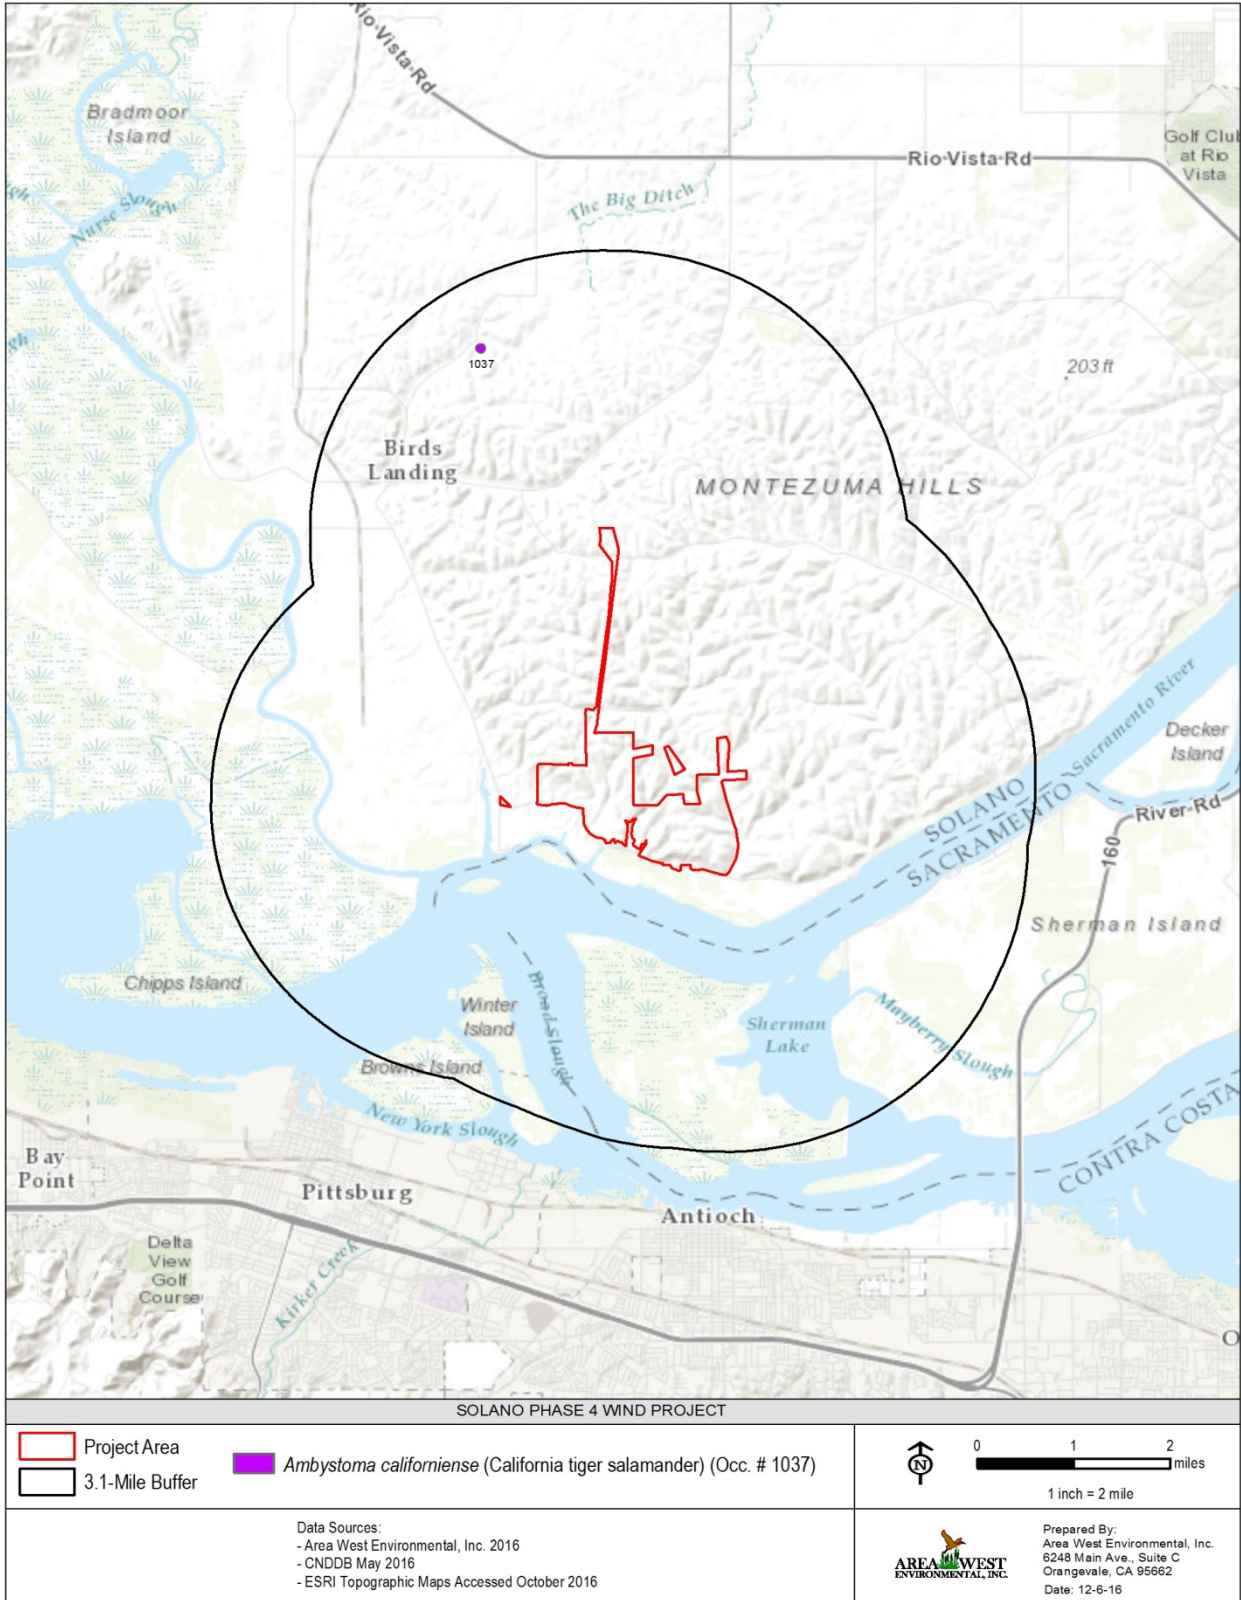 Rio-Vista-Rd
Bradmoor
Island
Golf Club
at Rio
Vista
Rio-Vista-Rd
The Big Ditch
Nurse Slough
gh
gh
1037
203 ft
Birds
Landing
MONTEZUMA HILLS
Sacramento River
Decker
Island
SOLANO
SACRAMENTO
River-Rd
160
Sherman Island
Chipps Island
Winter
Island
Broad Slough
Sherman
Lake
Mayberry Slough
Browns Island
New York Slough
CONTRA COSTA
Bay
Point
Pittsburg
Antioch
Delta
View
Golf
Course
Kirker Creek
O
SOLANO PHASE 4 WIND PROJECT
Project Area
3.1-Mile Buffer
Ambystoma californiense (California tiger salamander) (Occ. # 1037)
N
0 1 2
miles
1 inch = 2 mile
Data Sources:
- Area West Environmental, Inc. 2016
- CNDDB May 2016
- ESRI Topographic Maps Accessed October 2016
AREA WEST
ENVIRONMENTAL, INC.
Prepared By:
Area West Environmental, Inc.
6248 Main Ave., Suite C
Orangevale, CA 95662
Date: 12-6-16